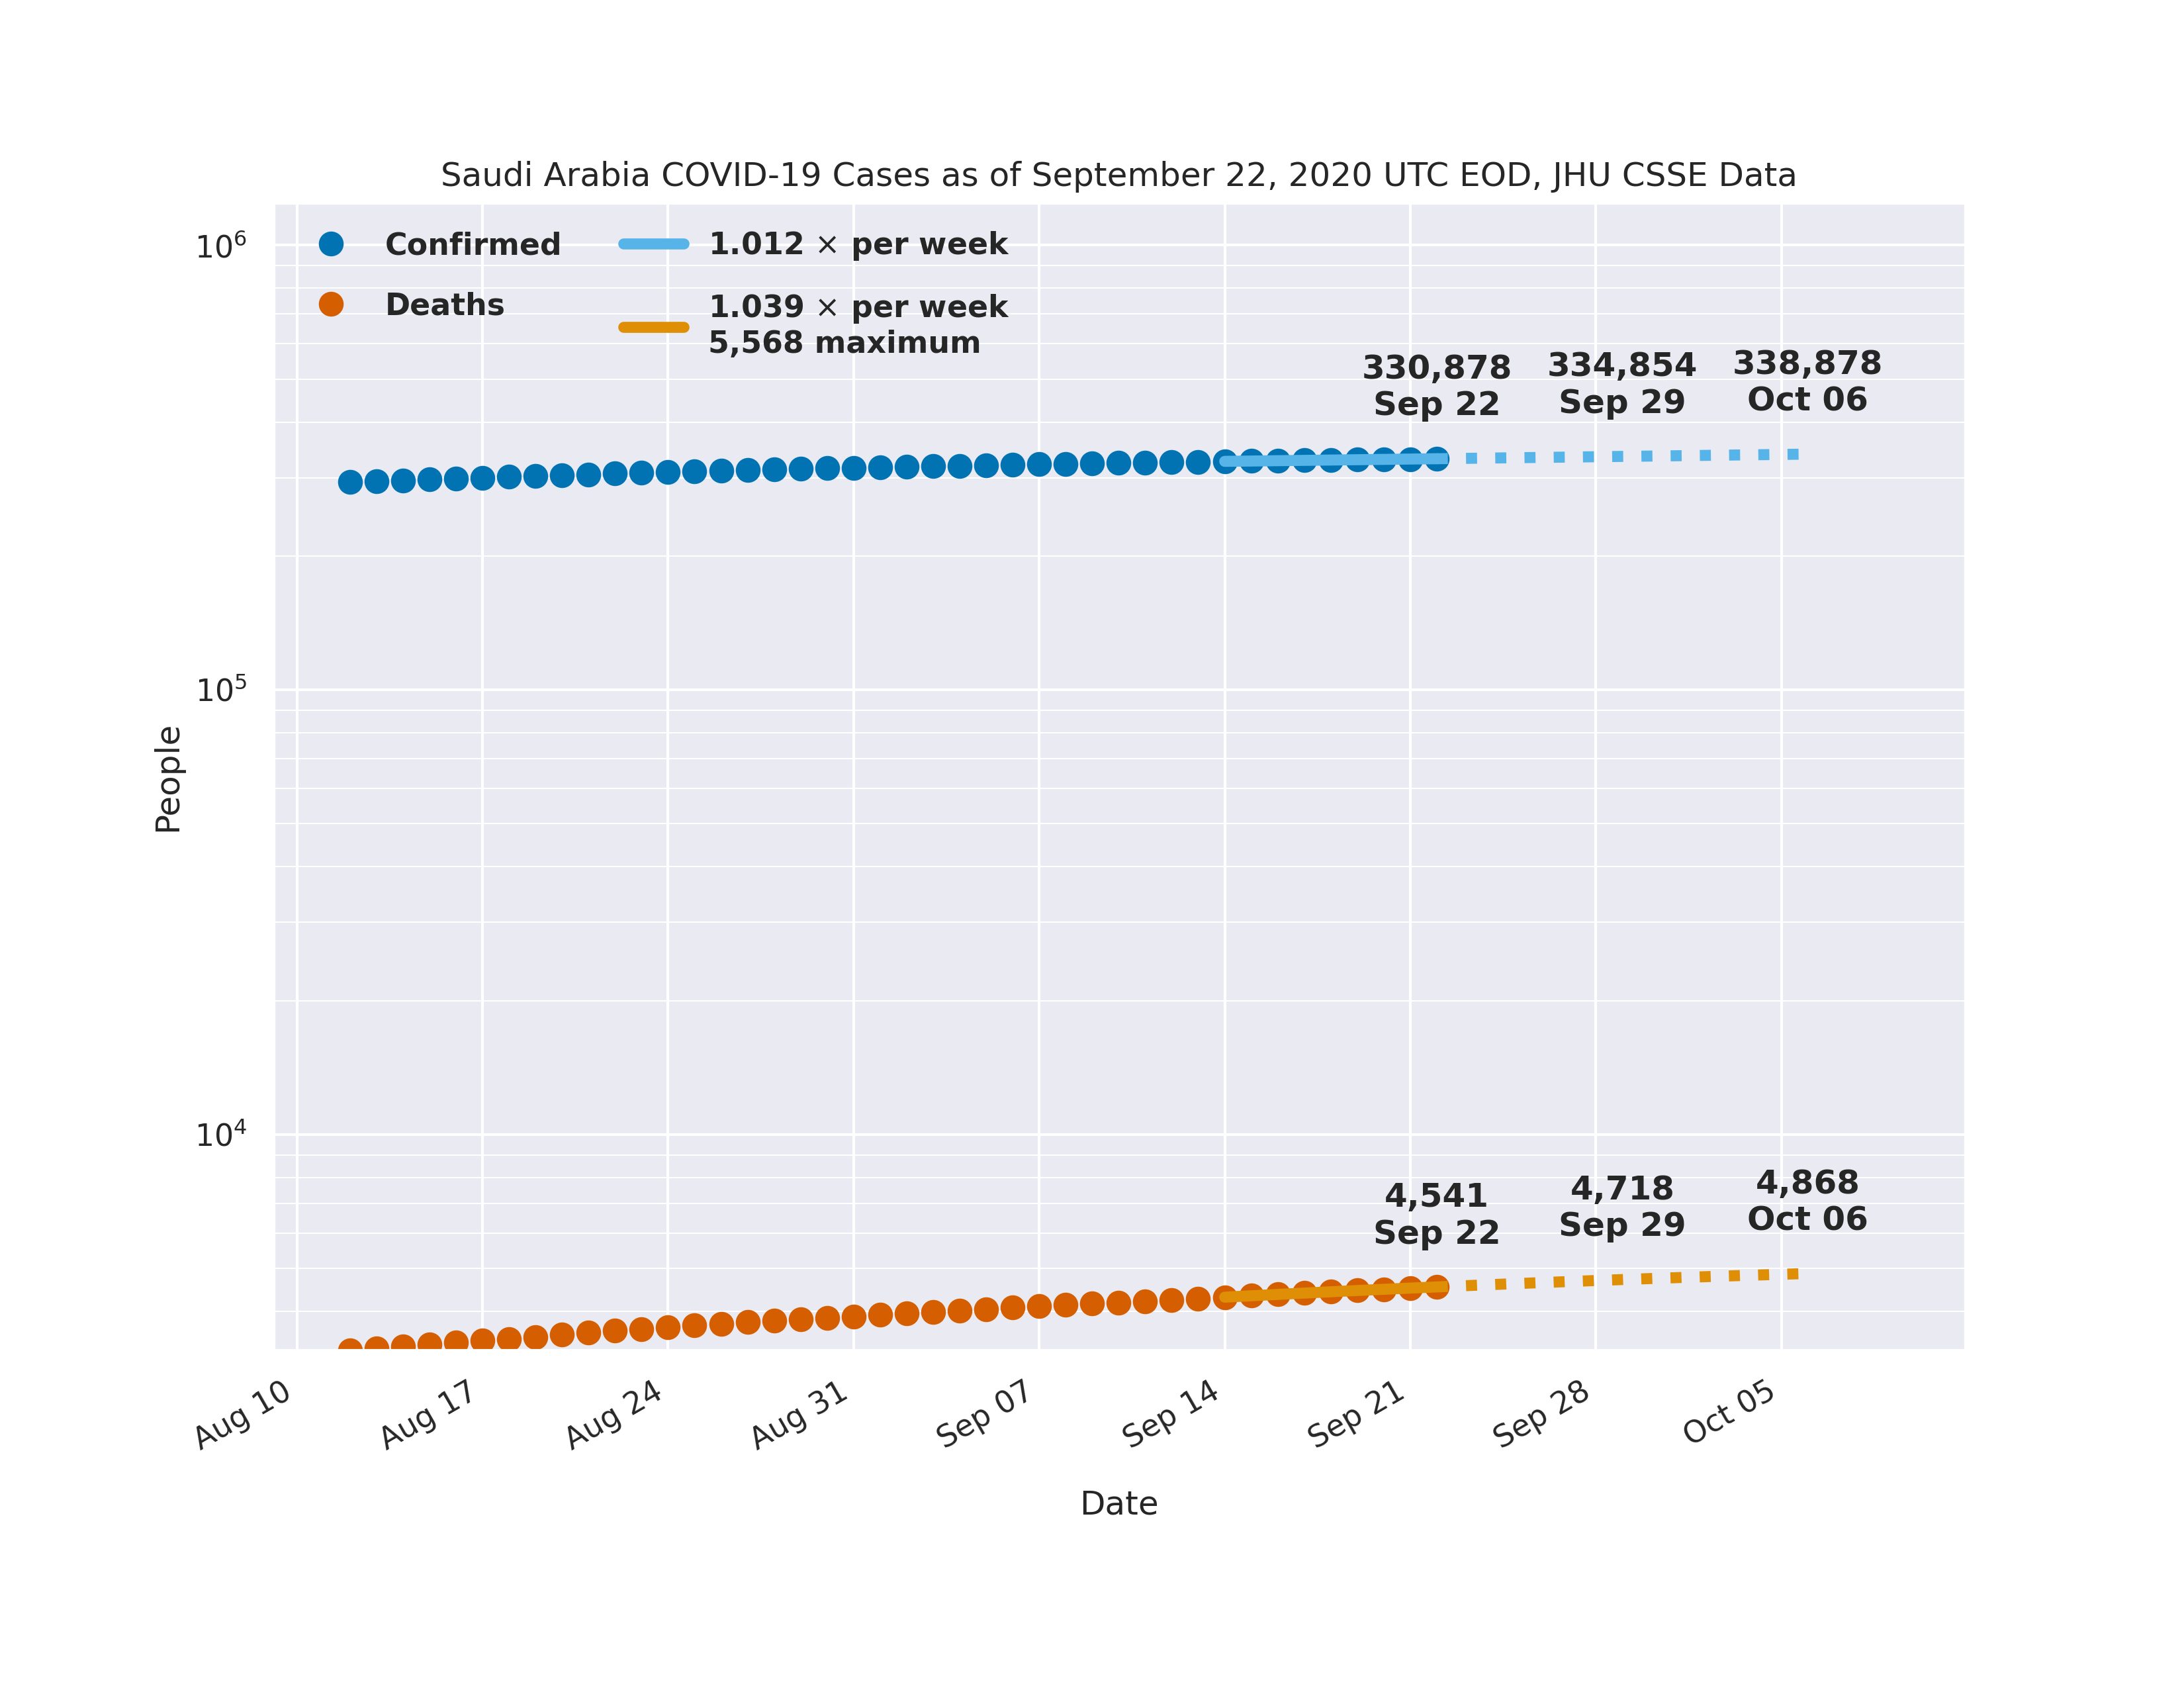 Saudi Arabia COVID-19 Cases as of September 22, 2020 UTC EOD, JHU CSSE Data
Confirmed
Deaths
1.012 × per week
1.039 × per week
5,568 maximum
330,878
Sep 22
334,854
Sep 29
338,878
Oct 06
4,541
Sep 22
4,718
Sep 29
4,868
Oct 06
People
10⁶
10⁵
10⁴
Aug 10
Aug 17
Aug 24
Aug 31
Sep 07
Sep 14
Sep 21
Sep 28
Oct 05
Date